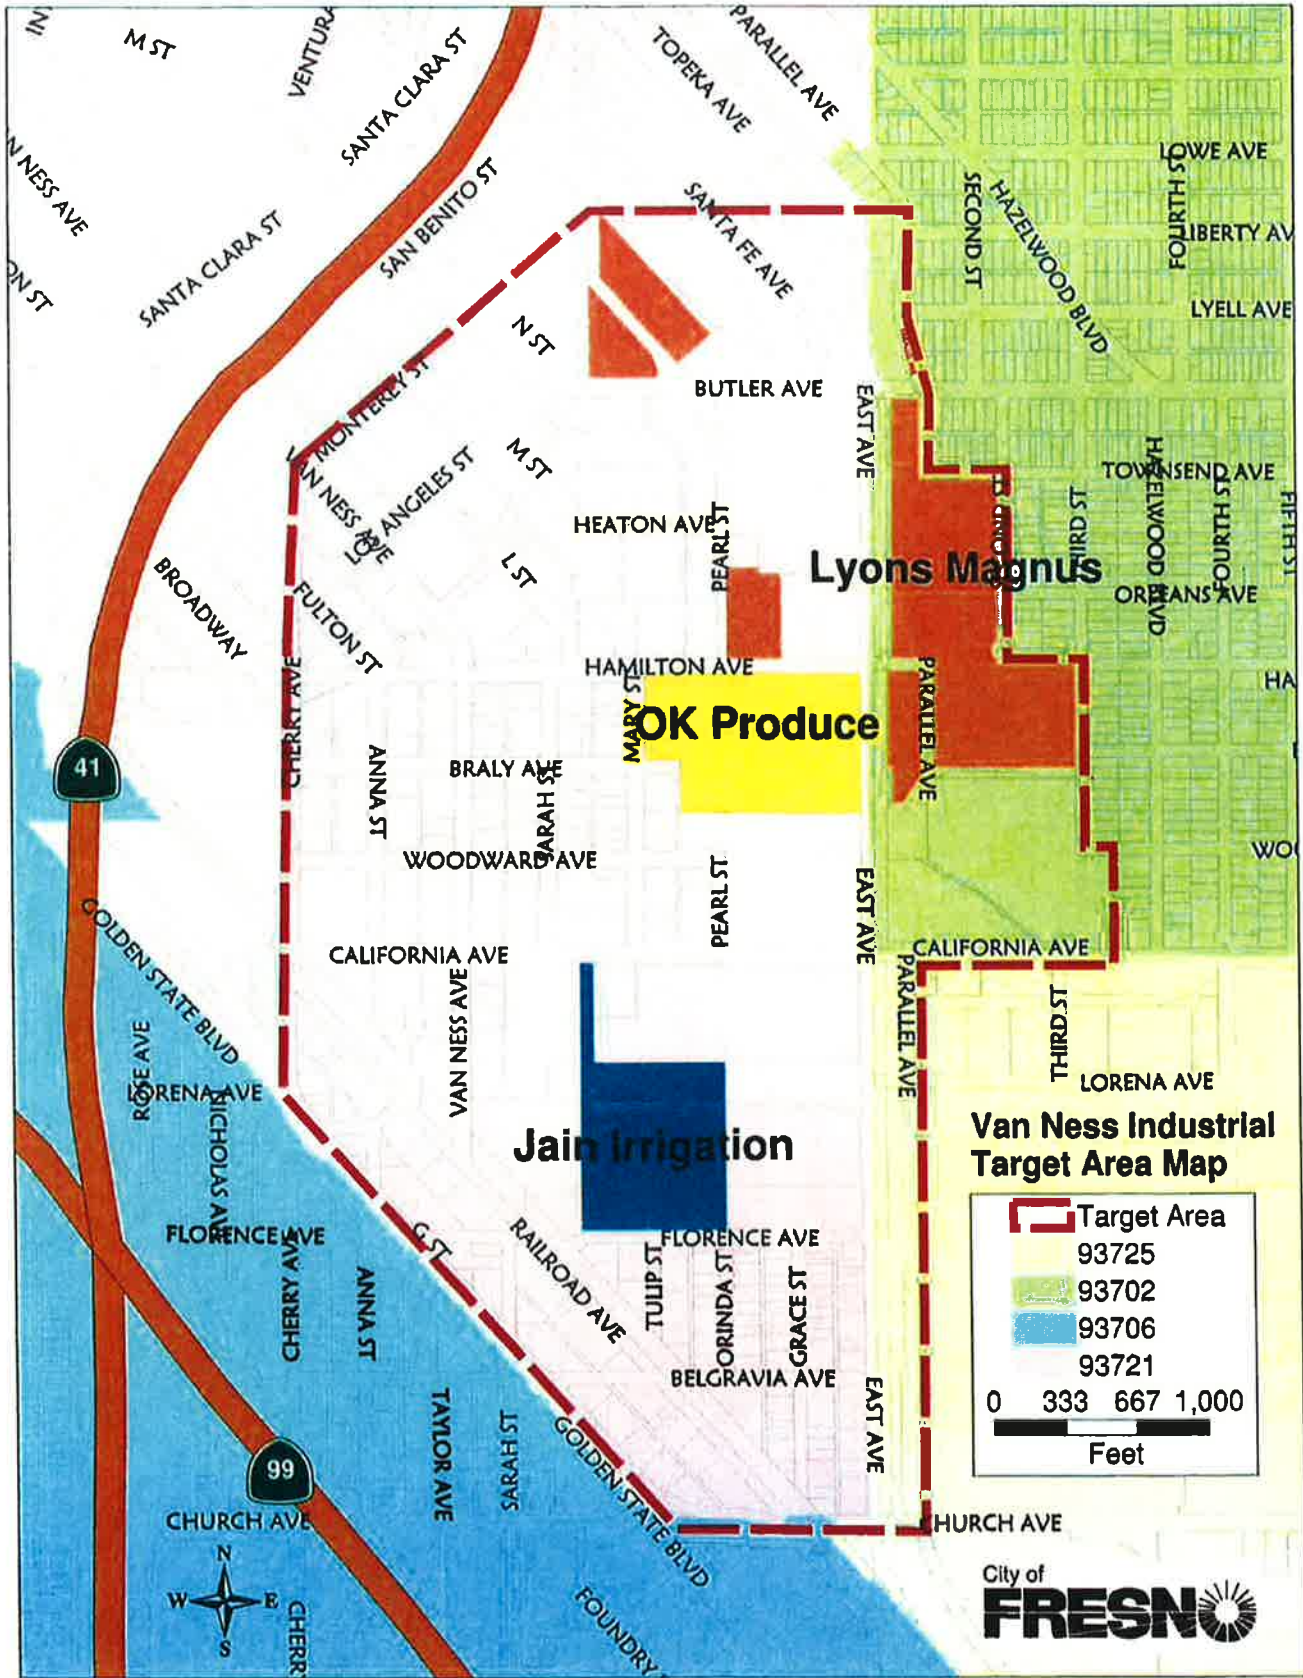 M ST
SANTA CLARA ST
TOPEKA AVE
PARALLEL AVE
LOWE AVE
N NESS AVE
SANTA CLARA ST
SAN BENITO ST
SANTA FE AVE
SECOND ST
HAZELWOOD BLVD
FOURTH ST
LIBERTY AV
ON ST
LYELL AVE
N ST
BUTLER AVE
EAST AVE
MONTEREY ST
VAN NESS AVE
LOS ANGELES ST
M ST
TOWNSEND AVE
HAZELWOOD BLVD
FOURTH ST
FIFTH ST
HEATON AVE
PEARL ST
THIRD ST
L ST
Lyons Magnus
ORLEANS AVE
BROADWAY
FULTON ST
CHERRY AVE
HAMILTON AVE
MARY ST
OK Produce
PARALLEL AVE
HA
41
ANNA ST
BRALY AVE
SARAH ST
WOODWARD AVE
PEARL ST
EAST AVE
WOO
GOLDEN STATE BLVD
CALIFORNIA AVE
CALIFORNIA AVE
VAN NESS AVE
PARALLEL AVE
THIRD ST
ROSE AVE
LORENA AVE
NICHOLAS AVE
LORENA AVE
Jain Irrigation
Van Ness Industrial
Target Area Map
Target Area
93725
93702
93706
93721
0 333 667 1,000
Feet
FLORENCE AVE
CHERRY AVE
ANNA ST
G ST
RAILROAD AVE
FLORENCE AVE
TULIP ST
ORINDA ST
GRACE ST
BELGRAVIA AVE
EAST AVE
TAYLOR AVE
SARAH ST
GOLDEN STATE BLVD
99
CHURCH AVE
CHURCH AVE
N
W E
S
CHERR
FOUNDRY
City of
FRESNO